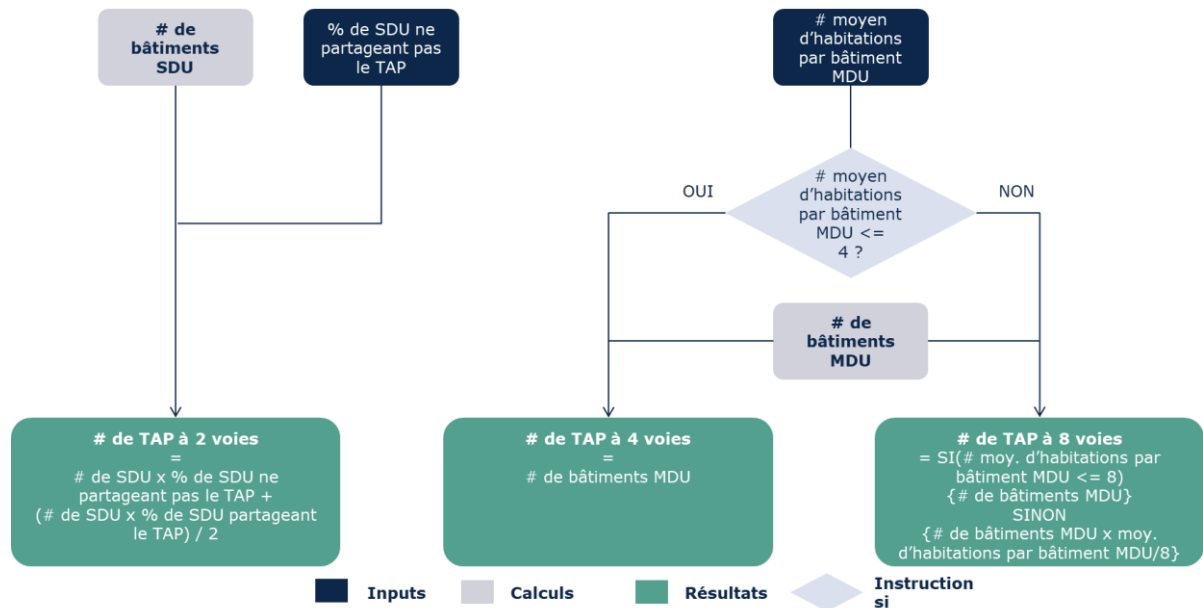 # de
bâtiments
SDU
% de SDU ne
partageant pas
le TAP
# moyen
d'habitations
par bâtiment
MDU
OUI
# moyen
d'habitations
par bâtiment
MDU <=
4 ?
NON
# de
bâtiments
MDU
# de TAP à 2 voies
=
# de SDU x % de SDU ne
partageant pas le TAP +
(# de SDU x % de SDU partageant
le TAP) / 2
# de TAP à 4 voies
=
# de bâtiments MDU
# de TAP à 8 voies
= SI(# moy. d'habitations par
bâtiment MDU <= 8)
{# de bâtiments MDU}
SINON
{# de bâtiments MDU x moy.
d'habitations par bâtiment MDU/8}
Inputs
Calculs
Résultats
Instruction
si